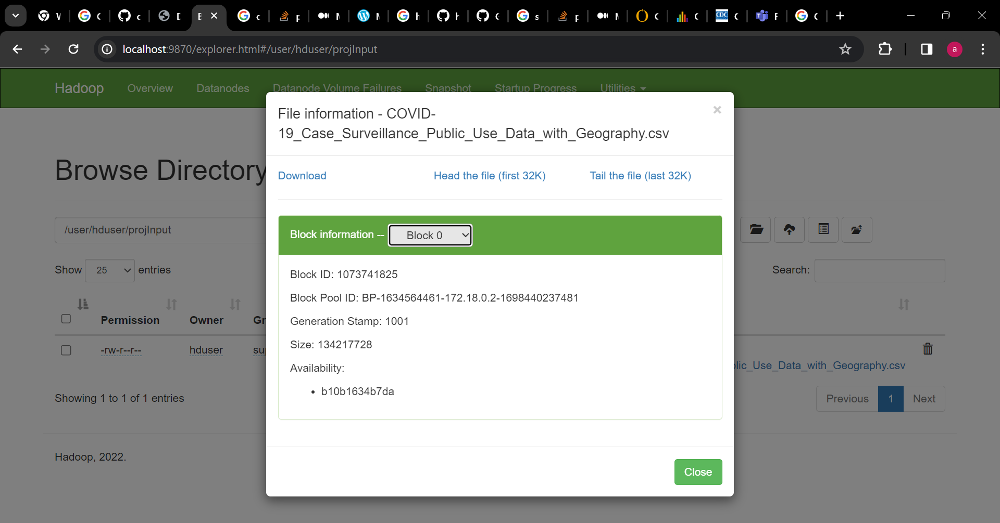 localhost:9870/explorer.html#/user/hduser/projInput
a
Hadoop Overview Datanodes Datanode Volume Failures Snapshot Startup Progress Utilities
File information - COVID-
19_Case_Surveillance_Public_Use_Data_with_Geography.csv
×
Download Head the file (first 32K) Tail the file (last 32K)
Block information -- Block 0
Block ID: 1073741825
Block Pool ID: BP-1634564461-172.18.0.2-1698440237481
Generation Stamp: 1001
Size: 134217728
Availability:
• b10b1634b7da
Close
Browse Directory
/user/hduser/projInput
Show 25 entries
Search:
Permission Owner Gr
-rw-r--r-- hduser su
lic_Use_Data_with_Geography.csv
Showing 1 to 1 of 1 entries
Previous 1 Next
Hadoop, 2022.